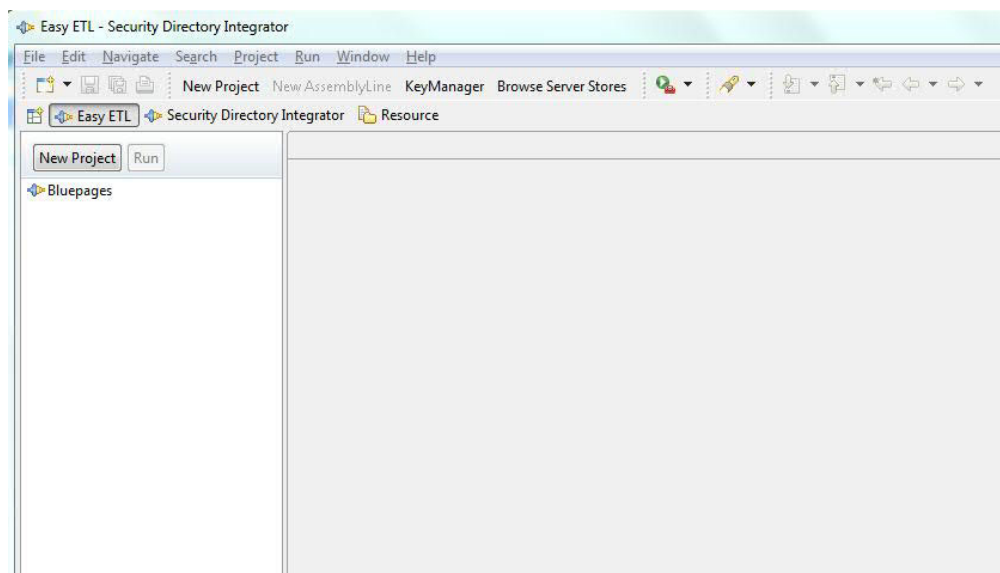 Easy ETL - Security Directory Integrator
File Edit Navigate Search Project Run Window Help
New Project New AssemblyLine KeyManager Browse Server Stores
Easy ETL Security Directory Integrator Resource
New Project Run
Bluepages